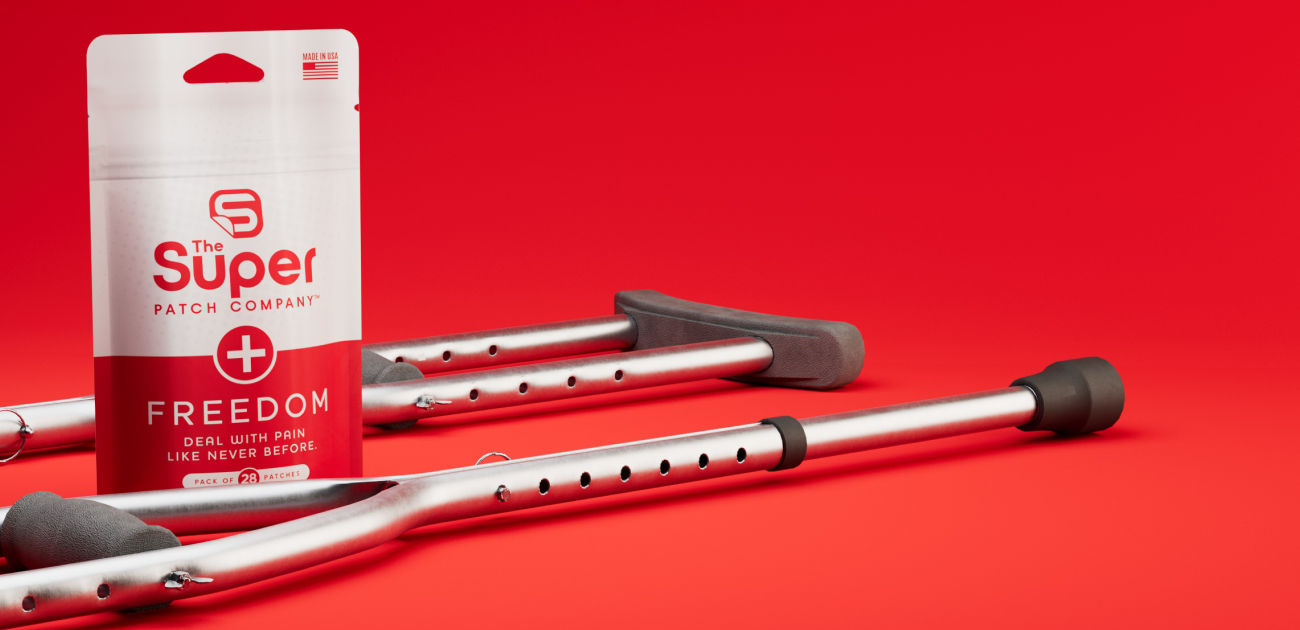 MADE IN USA
The
Super
PATCH COMPANY™
FREEDOM
DEAL WITH PAIN
LIKE NEVER BEFORE.
PACK OF 28 PATCHES